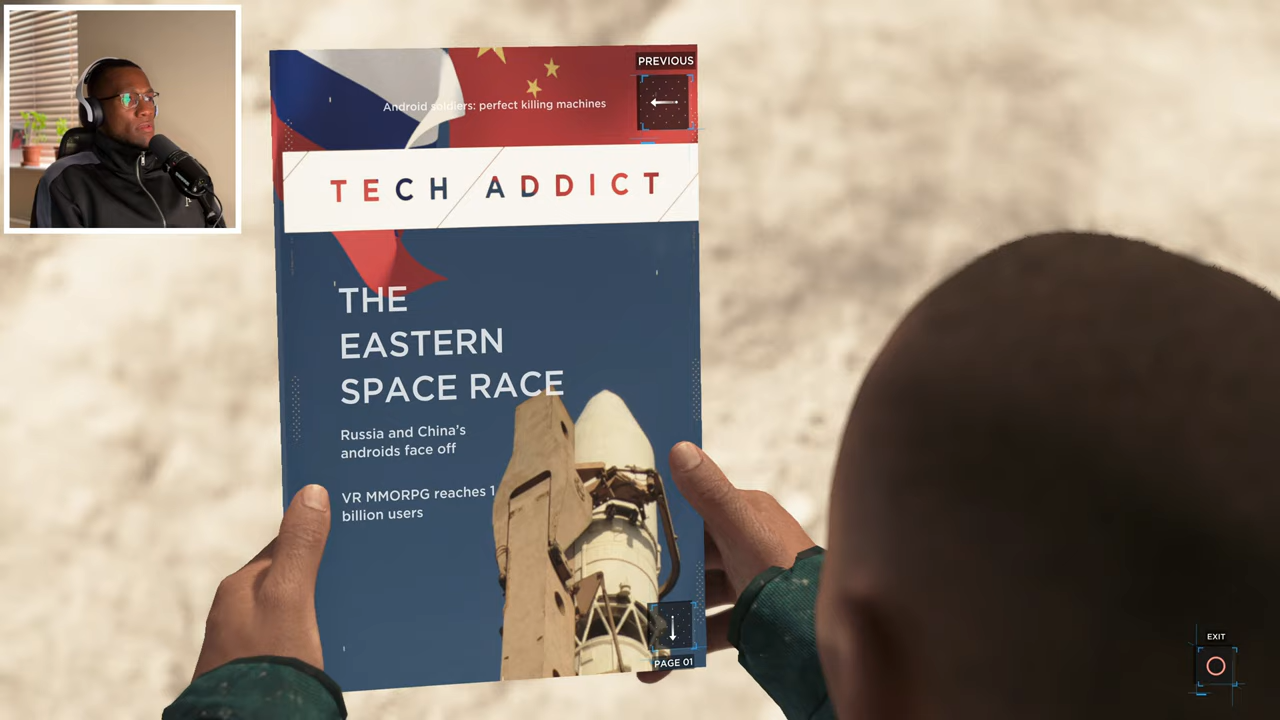 PREVIOUS
Android soldiers: perfect killing machines
TECH ADDICT
THE
EASTERN
SPACE RACE
Russia and China's
androids face off
VR MMORPG reaches 1
billion users
EXIT
PAGE 01